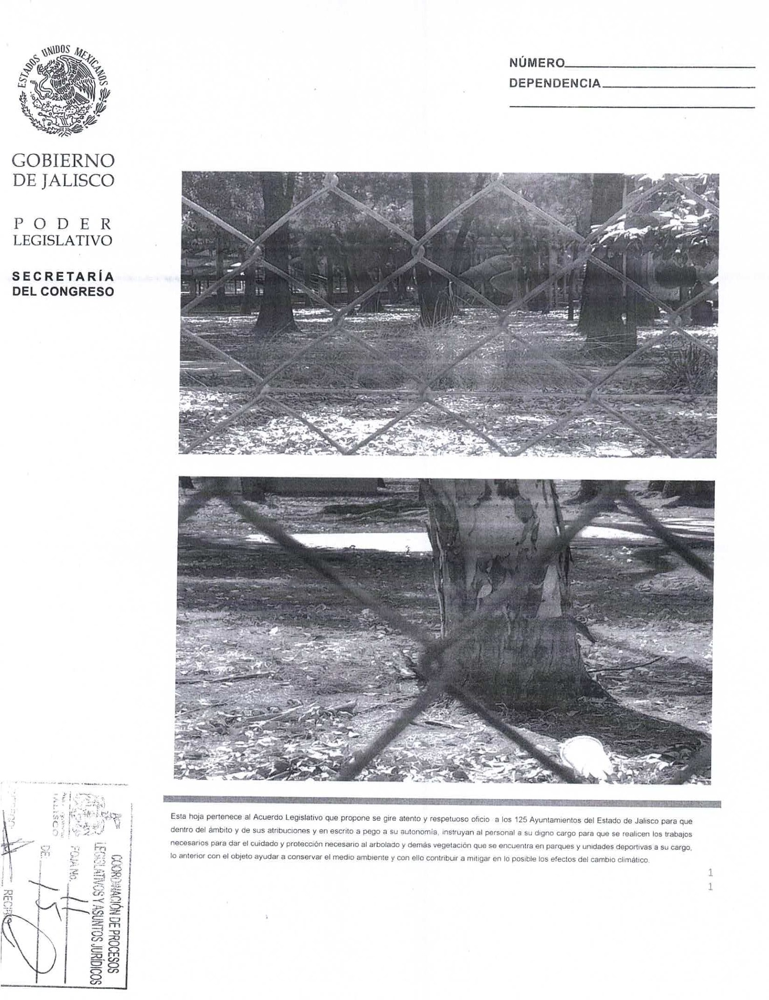 ESTADOS UNIDOS MEXICANOS
NÚMERO
DEPENDENCIA
GOBIERNO
DE JALISCO
PODER
LEGISLATIVO
SECRETARÍA
DEL CONGRESO
Esta hoja pertenece al Acuerdo Legislativo que propone se gire atento y respetuoso oficio a los 125 Ayuntamientos del Estado de Jalisco para que
dentro del ámbito y de sus atribuciones y en escrito a pego a su autonomía, instruyan al personal a su digno cargo para que se realicen los trabajos
necesarios para dar el cuidado y protección necesario al arbolado y demás vegetación que se encuentra en parques y unidades deportivas a su cargo,
lo anterior con el objeto ayudar a conservar el medio ambiente y con ello contribuir a mitigar en lo posible los efectos del cambio climático.
1
1
COORDINACIÓN DE PROCESOS
LEGISLATIVOS Y ASUNTOS JURÍDICOS
JALISCO
FOJA No. 11
DE 15
RECIBIÓ